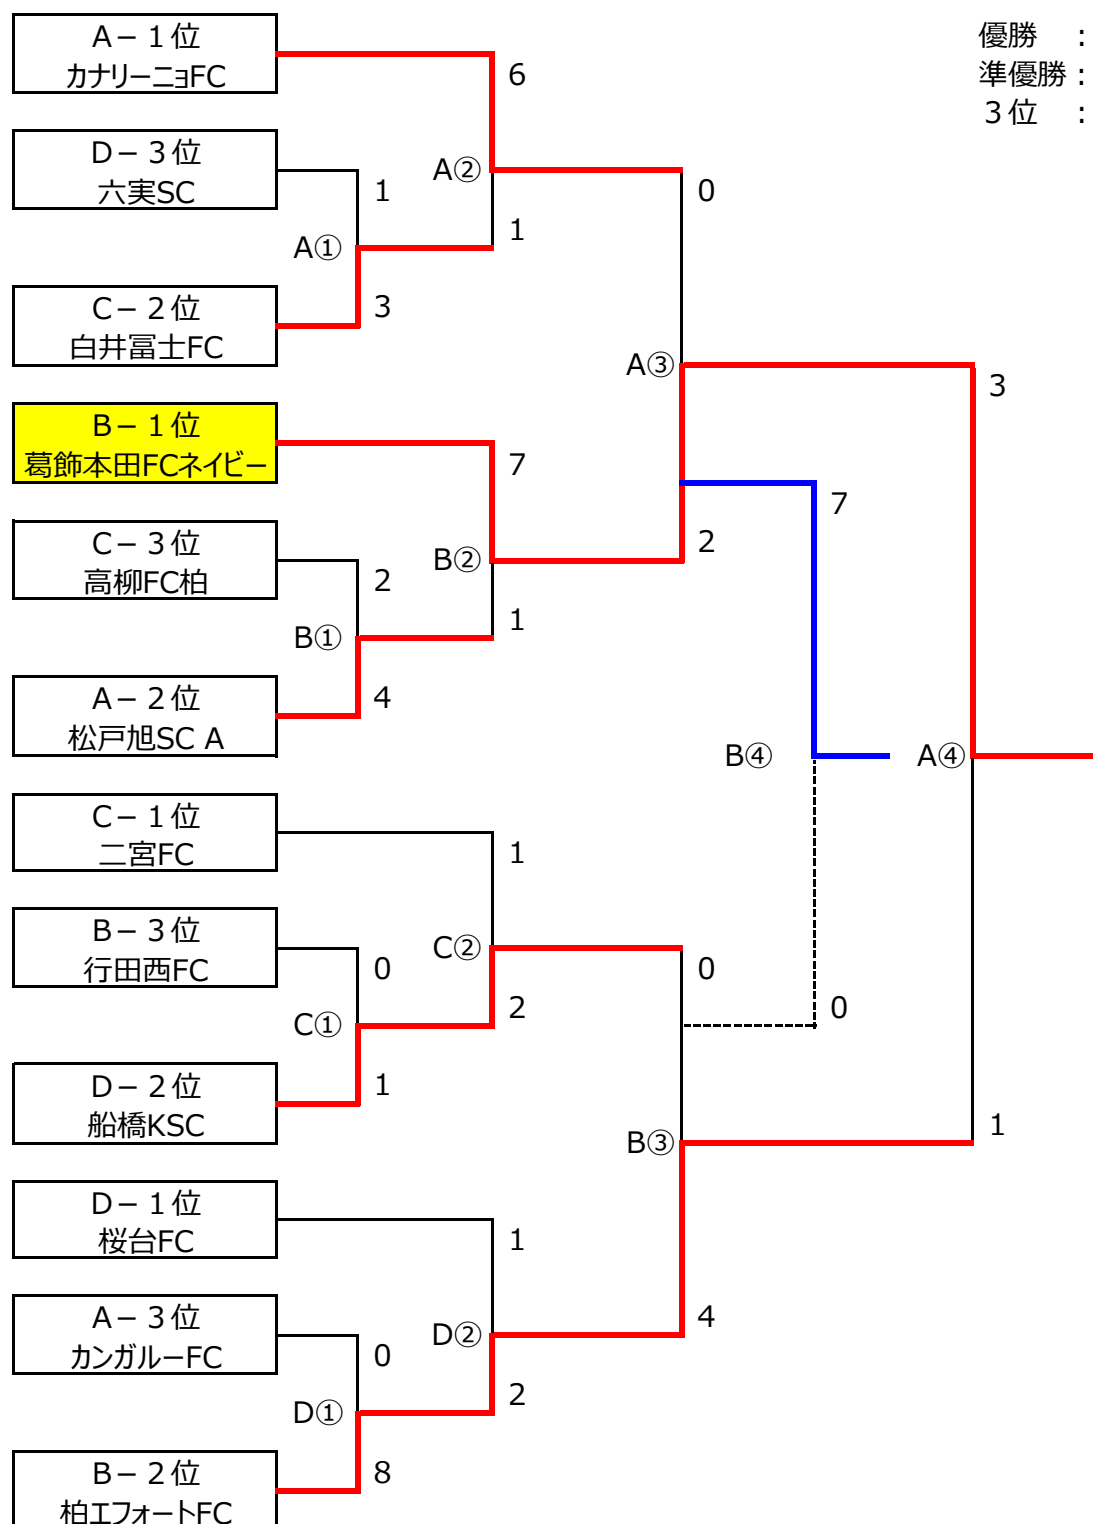 A－１位
カナリーニョFC
優勝　：
準優勝：
３位　：
6
D－３位
六実SC
A②
1
0
1
A①
C－２位
白井冨士FC
3
A③
3
B－１位
葛飾本田FCネイビー
7
7
C－３位
高柳FC柏
2
B②
2
1
B①
A－２位
松戸旭SC A
4
B④
A④
C－１位
二宮FC
1
B－３位
行田西FC
0
C②
0
2
0
C①
D－２位
船橋KSC
1
B③
1
D－１位
桜台FC
1
A－３位
カンガルーFC
0
D②
4
2
D①
B－２位
柏エフォートFC
8